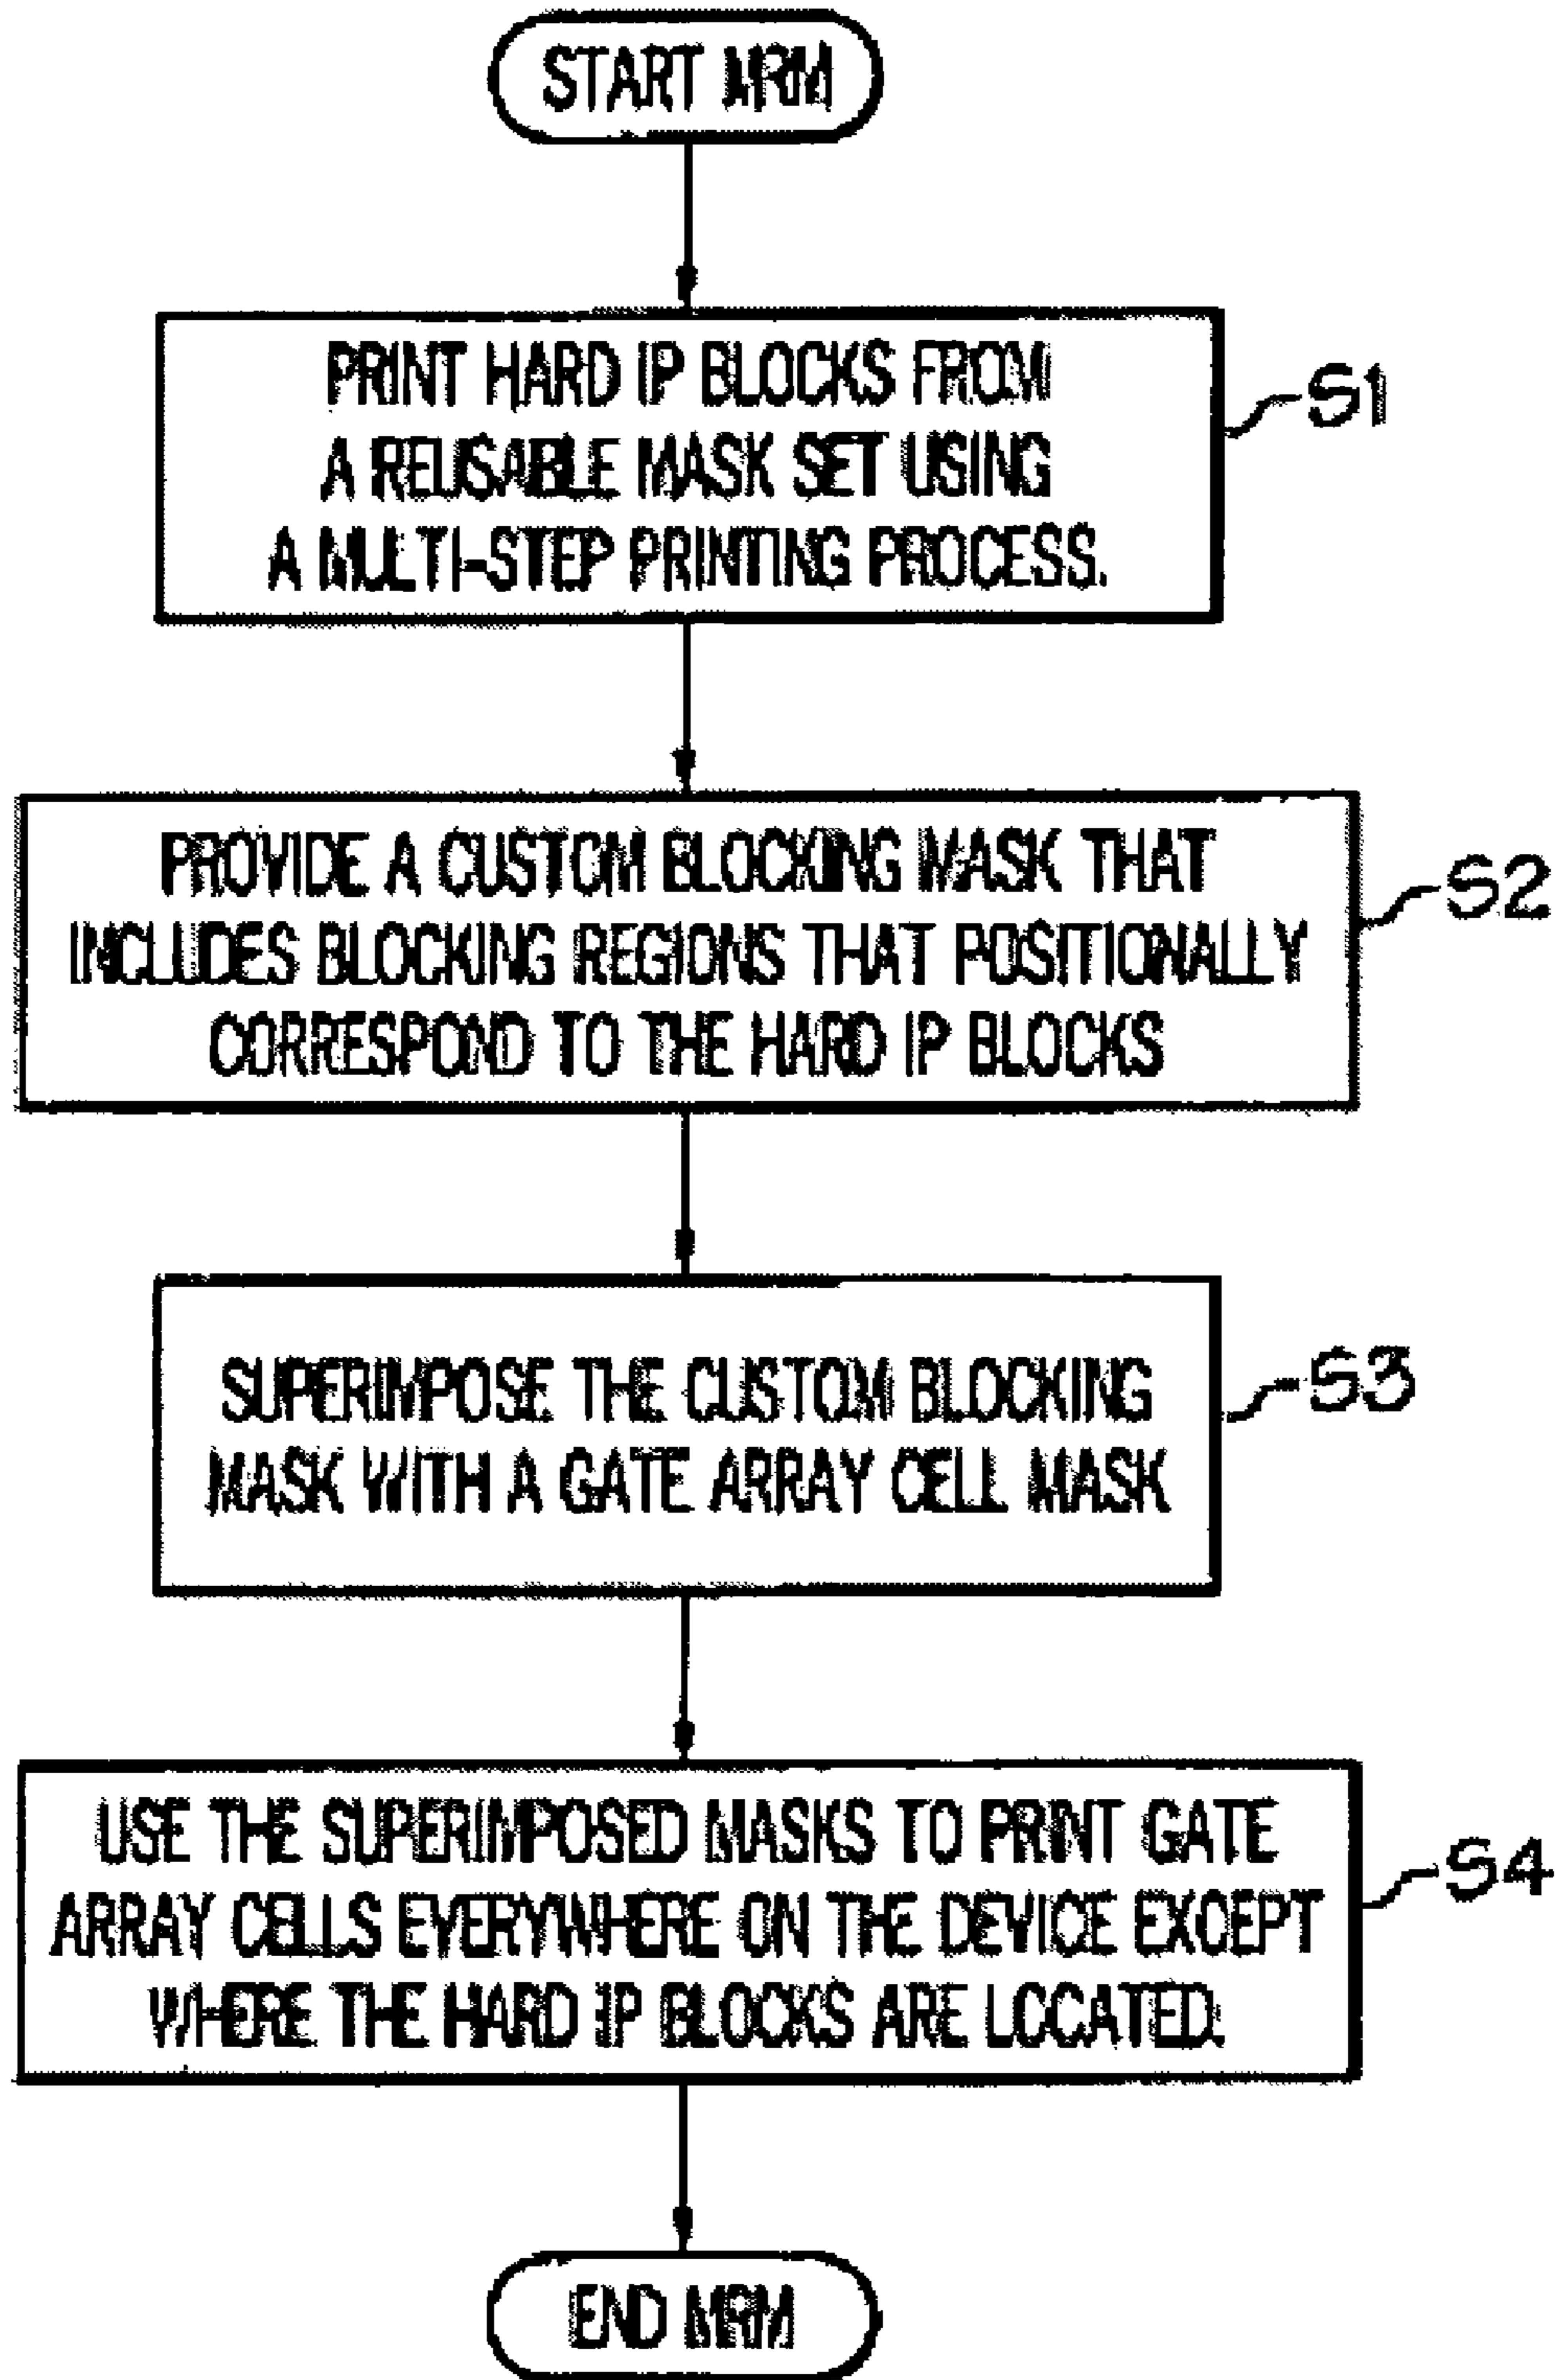 START MRM
PRINT HARD IP BLOCKS FROM
A REUSABLE MASK SET USING
A MULTI-STEP PRINTING PROCESS.
S1
PROVIDE A CUSTOM BLOCKING MASK THAT
INCLUDES BLOCKING REGIONS THAT POSITIONALLY
CORRESPOND TO THE HARD IP BLOCKS
S2
SUPERIMPOSE THE CUSTOM BLOCKING
MASK WITH A GATE ARRAY CELL MASK
S3
USE THE SUPERIMPOSED MASKS TO PRINT GATE
ARRAY CELLS EVERYWHERE ON THE DEVICE EXCEPT
WHERE THE HARD IP BLOCKS ARE LOCATED.
S4
END MRM